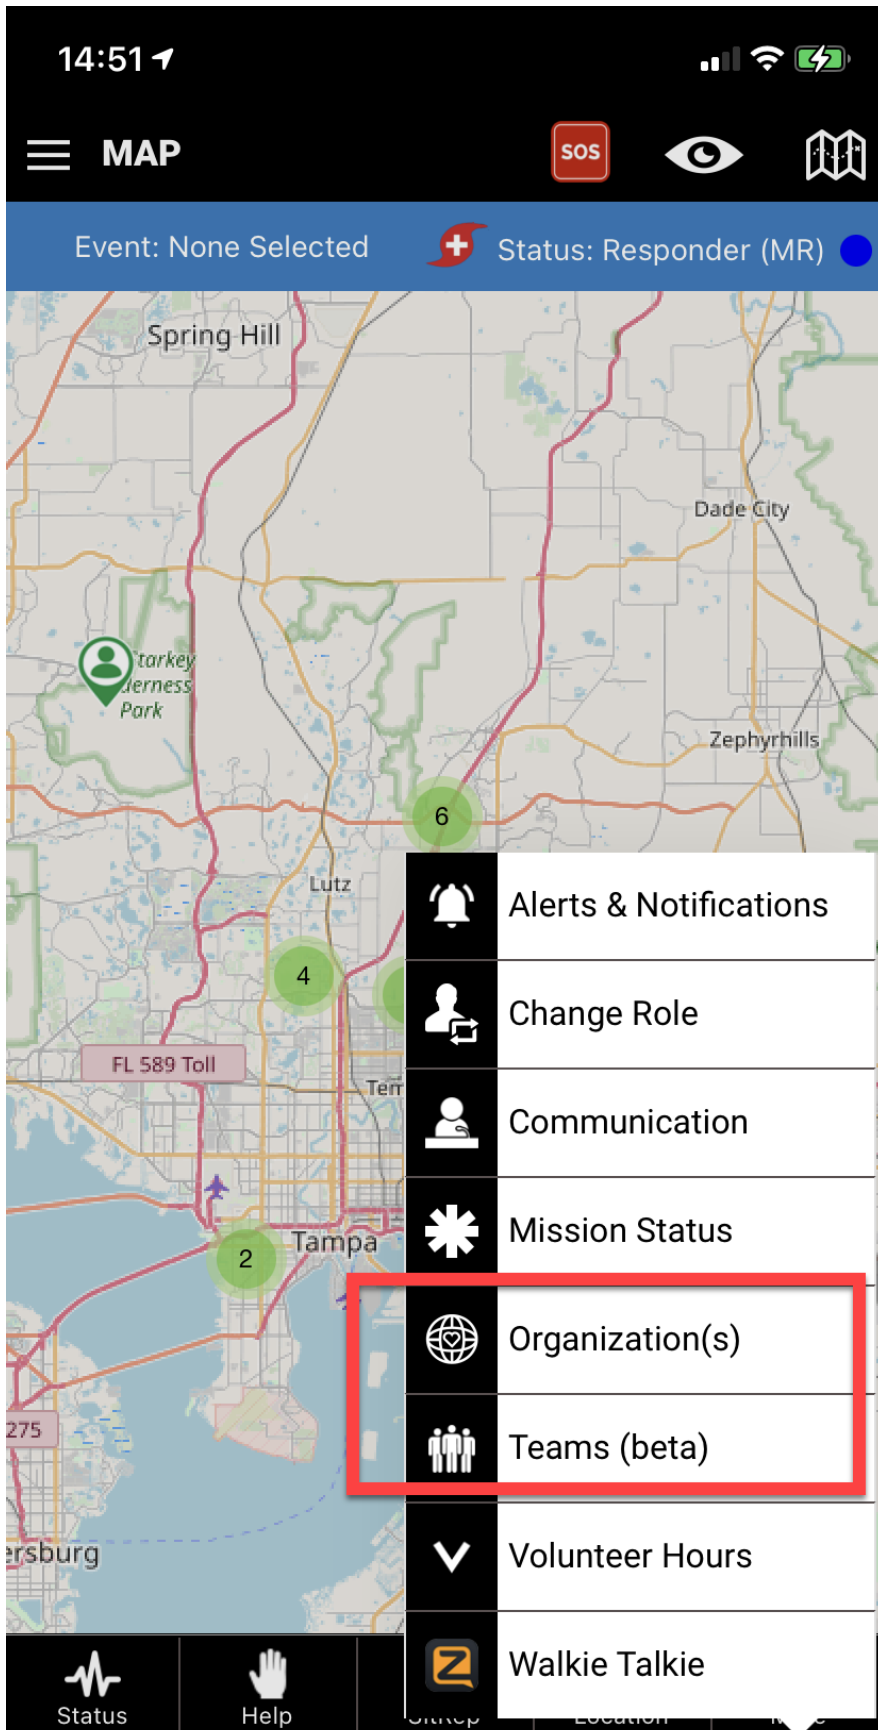 14:51
MAP
SOS
Event: None Selected
Status: Responder (MR)
Spring Hill
Dade City
Park
Zephyrhills
6
Lutz
4
FL 589 Toll
Tampa
2
275
Alerts & Notifications
Change Role
Communication
Mission Status
Organization(s)
Teams (beta)
Volunteer Hours
Z
Walkie Talkie
Status
Help